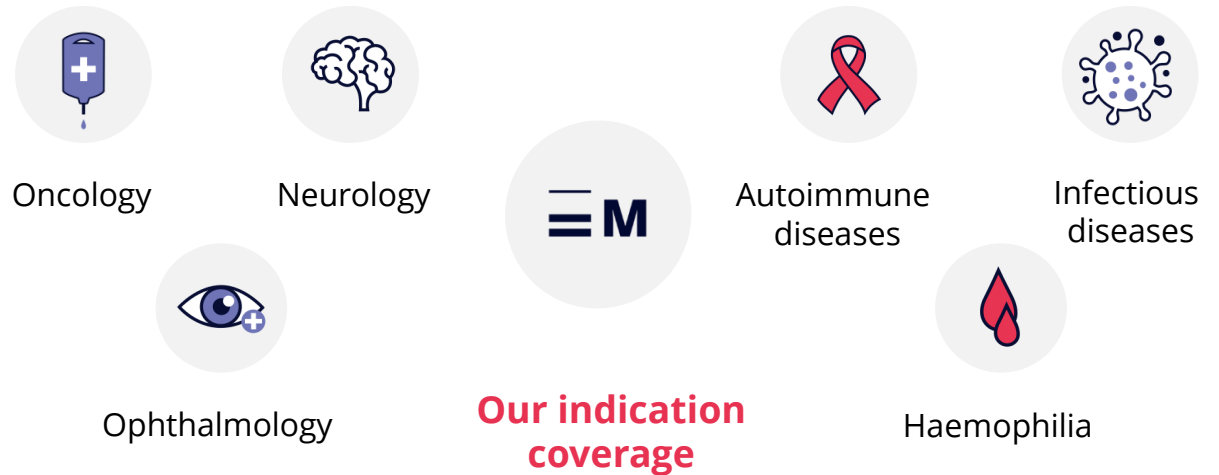 Oncology
Neurology
M
Autoimmune
diseases
Infectious
diseases
Ophthalmology
Our indication
coverage
Haemophilia